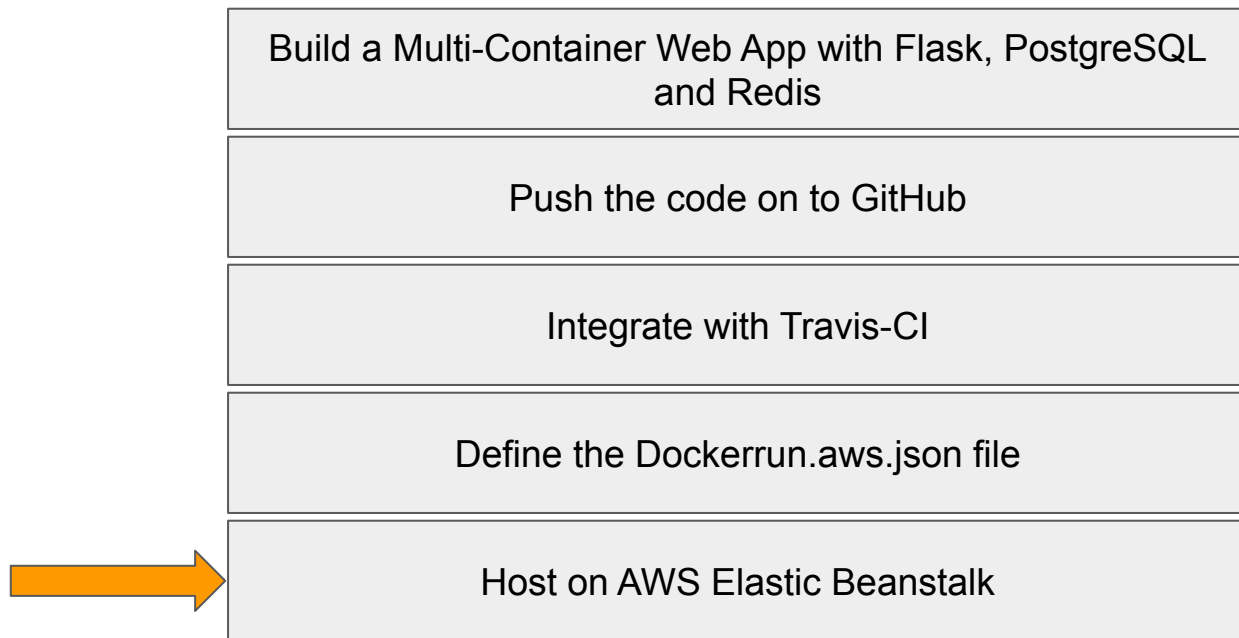 Build a Multi-Container Web App with Flask, PostgreSQL
and Redis
Push the code on to GitHub
Integrate with Travis-CI
Define the Dockerrun.aws.json file
Host on AWS Elastic Beanstalk